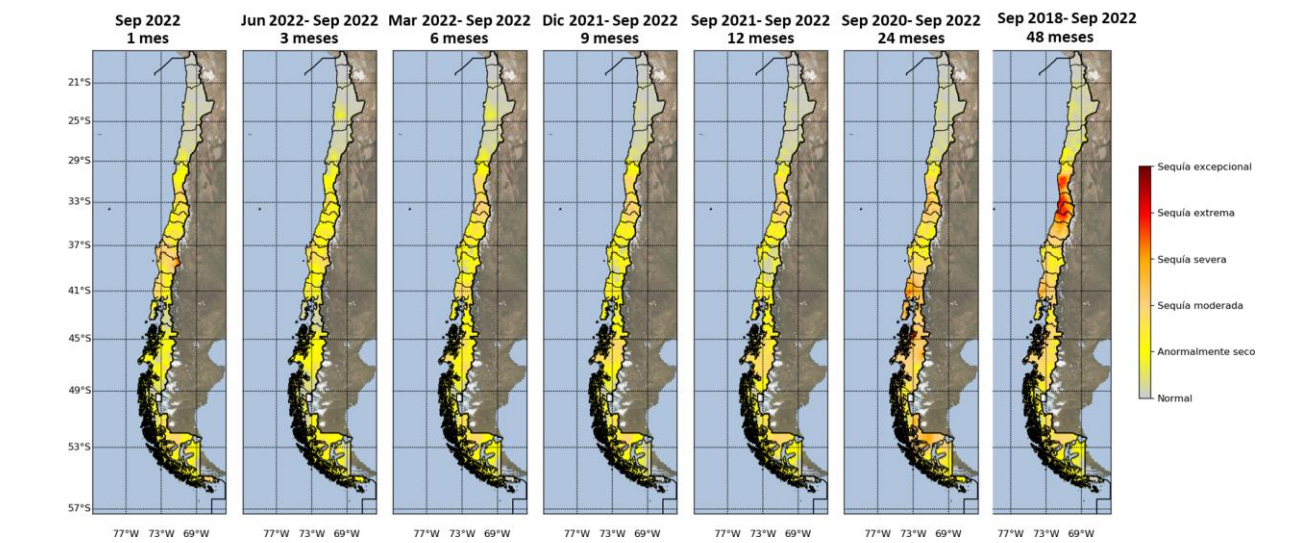 Sep 2022
1 mes
Jun 2022- Sep 2022
3 meses
Mar 2022- Sep 2022
6 meses
Dic 2021- Sep 2022
9 meses
Sep 2021- Sep 2022
12 meses
Sep 2020- Sep 2022
24 meses
Sep 2018- Sep 2022
48 meses
21°S
25°S
29°S
33°S
37°S
41°S
45°S
49°S
53°S
57°S
77°W 73°W 69°W
77°W 73°W 69°W
77°W 73°W 69°W
77°W 73°W 69°W
77°W 73°W 69°W
77°W 73°W 69°W
77°W 73°W 69°W
Sequía excepcional
Sequía extrema
Sequía severa
Sequía moderada
Anormalmente seco
Normal